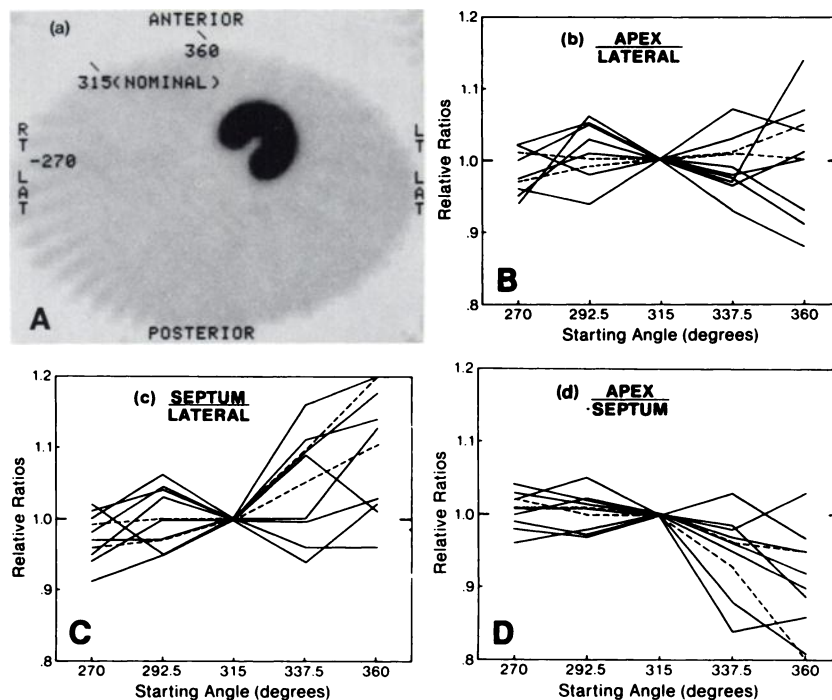 (a)
ANTERIOR
360
315(NOMINAL)
RT LAT
-270
LT LAT
POSTERIOR
A
(b) APEX
LATERAL
Relative Ratios
1.2
1.1
1.0
.9
.8
270 292.5 315 337.5 360
Starting Angle (degrees)
B
(c) SEPTUM
LATERAL
Relative Ratios
1.2
1.1
1.0
.9
.8
270 292.5 315 337.5 360
Starting Angle (degrees)
C
(d) APEX
SEPTUM
Relative Ratios
1.2
1.1
1.0
.9
.8
270 292.5 315 337.5 360
Starting Angle (degrees)
D